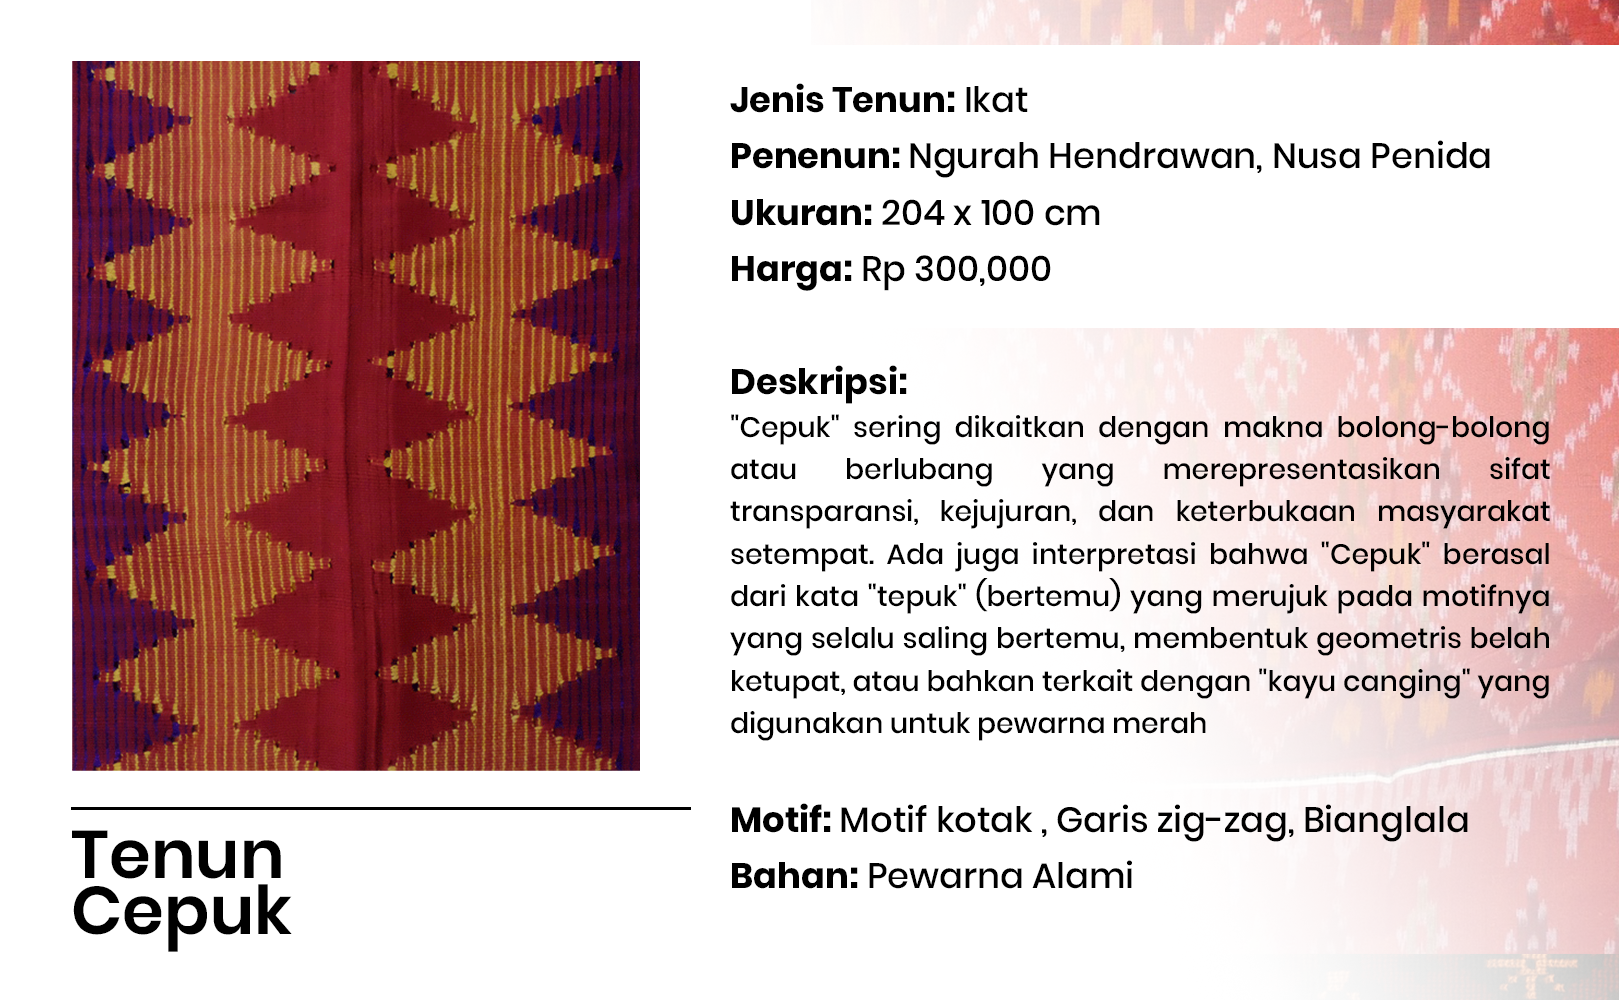 Jenis Tenun: Ikat
Penenun: Ngurah Hendrawan, Nusa Penida
Ukuran: 204 x 100 cm
Harga: Rp 300,000
Deskripsi:
"Cepuk" sering dikaitkan dengan makna bolong-bolong
atau berlubang yang merepresentasikan sifat
transparansi, kejujuran, dan keterbukaan masyarakat
setempat. Ada juga interpretasi bahwa "Cepuk" berasal
dari kata "tepuk" (bertemu) yang merujuk pada motifnya
yang selalu saling bertemu, membentuk geometris belah
ketupat, atau bahkan terkait dengan "kayu canging" yang
digunakan untuk pewarna merah
Motif: Motif kotak , Garis zig-zag, Bianglala
Bahan: Pewarna Alami
Tenun
Cepuk